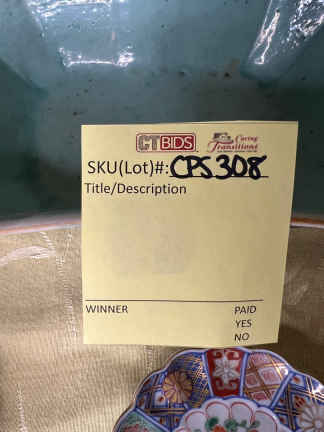 CTBIDS Caring Transitions
SKU(Lot)#: CPS308
Title/Description
WINNER PAID
YES
NO